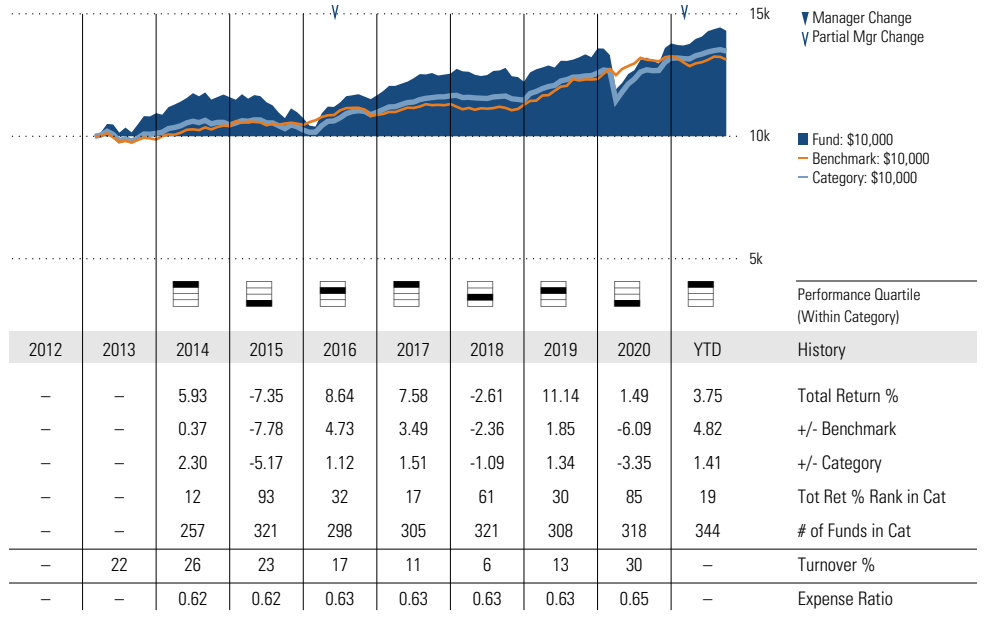 15k
▼ Manager Change
V Partial Mgr Change
10k
Fund: $10,000
Benchmark: $10,000
Category: $10,000
5k
Performance Quartile
(Within Category)
2012 2013 2014 2015 2016 2017 2018 2019 2020 YTD History
– – 5.93 -7.35 8.64 7.58 -2.61 11.14 1.49 3.75 Total Return %
– – 0.37 -7.78 4.73 3.49 -2.36 1.85 -6.09 4.82 +/- Benchmark
– – 2.30 -5.17 1.12 1.51 -1.09 1.34 -3.35 1.41 +/- Category
– – 12 93 32 17 61 30 85 19 Tot Ret % Rank in Cat
– – 257 321 298 305 321 308 318 344 # of Funds in Cat
– 22 26 23 17 11 6 13 30 – Turnover %
– – 0.62 0.62 0.63 0.63 0.63 0.63 0.65 – Expense Ratio